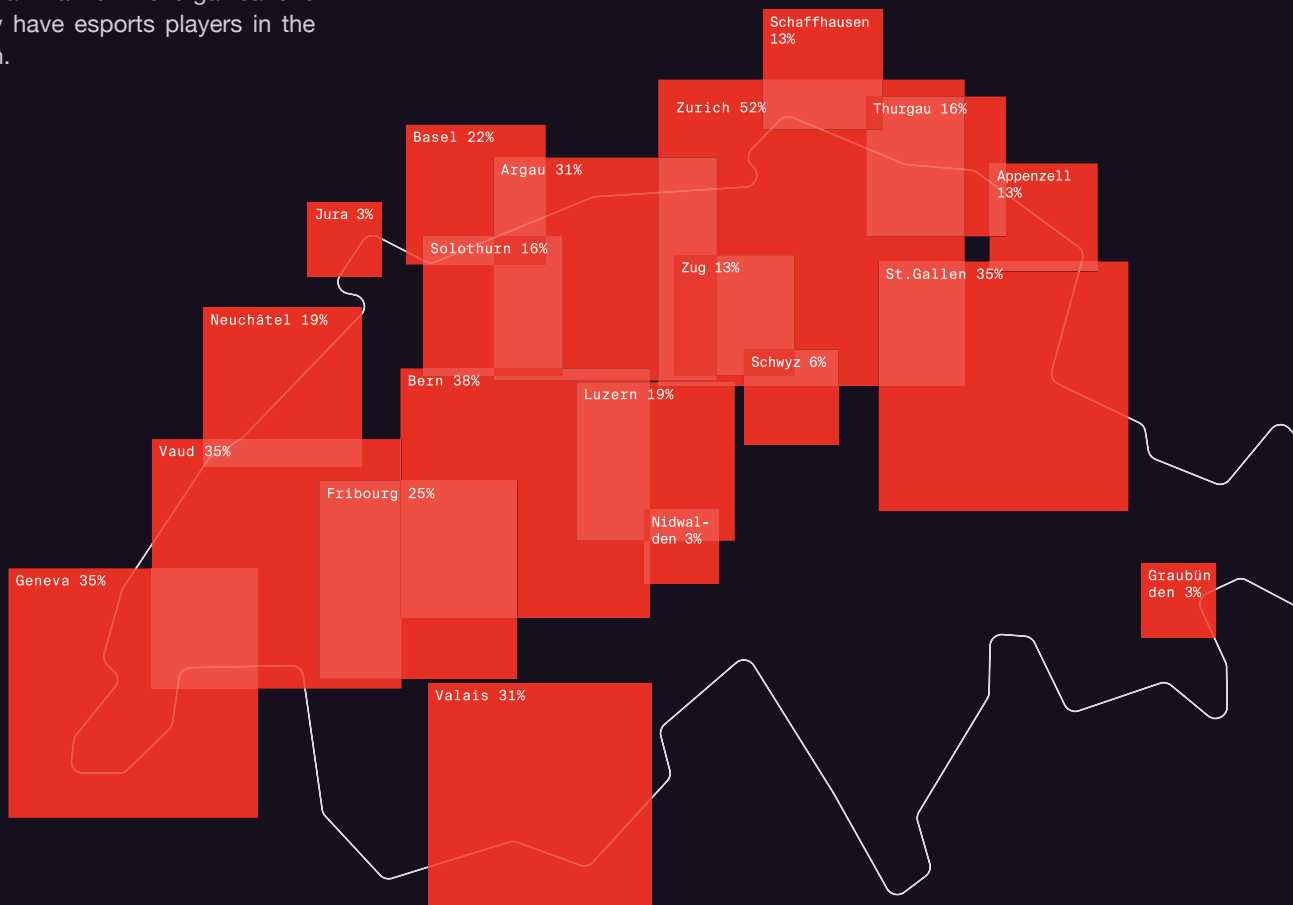 y have esports players in the
Schaffhausen
13%
Zurich 52%
Thurgau 16%
Basel 22%
Argau 31%
Appenzell
13%
Jura 3%
Solothurn 16%
Zug 13%
St.Gallen 35%
Neuchâtel 19%
Schwyz 6%
Bern 38%
Luzern 19%
Vaud 35%
Fribourg 25%
Nidwal-
den 3%
Geneva 35%
Graubün
den 3%
Valais 31%